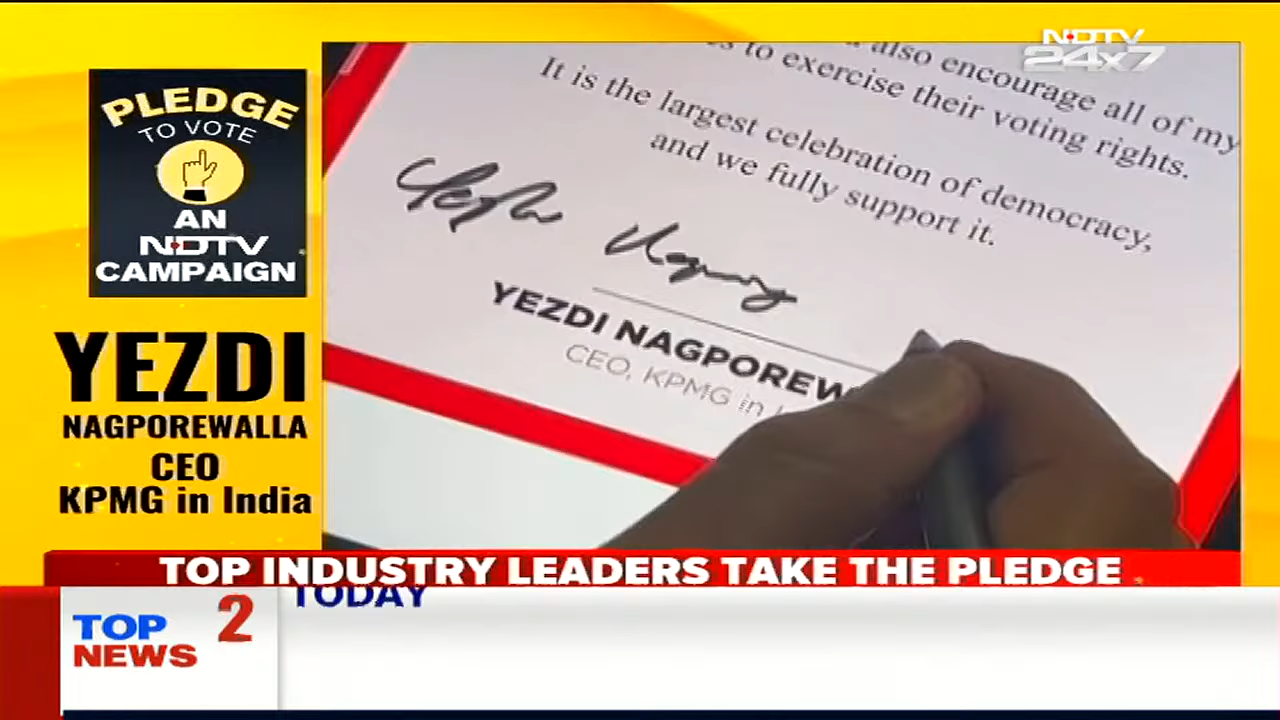 NDTV
24x7
PLEDGE
TO VOTE
AN
NDTV
CAMPAIGN
YEZDI
NAGPOREWALLA
CEO
KPMG in India
also encourage all of my
to exercise their voting rights.
It is the largest celebration of democracy,
and we fully support it.
YEZDI NAGPOREW
CEO, KPMG in
TOP INDUSTRY LEADERS TAKE THE PLEDGE
TODAY
TOP 2
NEWS